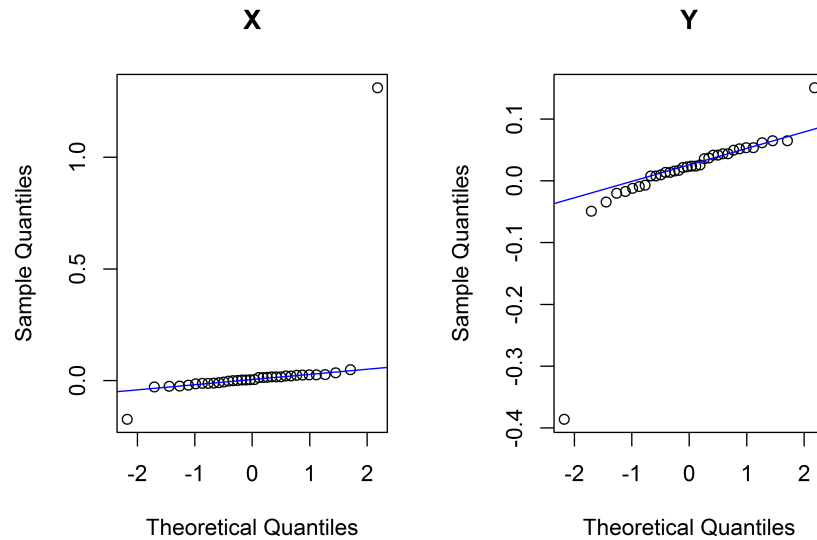 X
Sample Quantiles
1.0
0.5
0.0
-2 -1 0 1 2
Theoretical Quantiles
Y
Sample Quantiles
0.1
0.0
-0.1
-0.2
-0.3
-0.4
-2 -1 0 1 2
Theoretical Quantiles